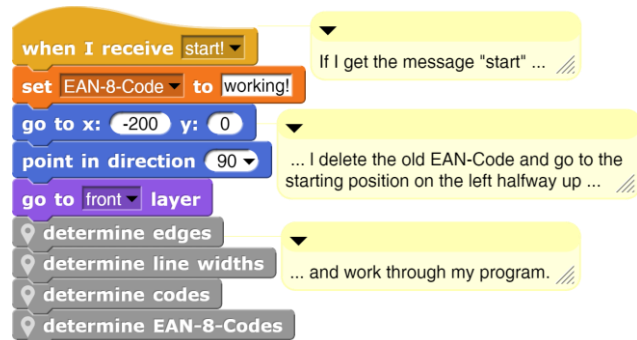 when I receive start!
If I get the message "start" ...
set EAN-8-Code to working!
go to x: -200 y: 0
point in direction 90
... I delete the old EAN-Code and go to the
starting position on the left halfway up ...
go to front layer
determine edges
determine line widths
... and work through my program.
determine codes
determine EAN-8-Codes